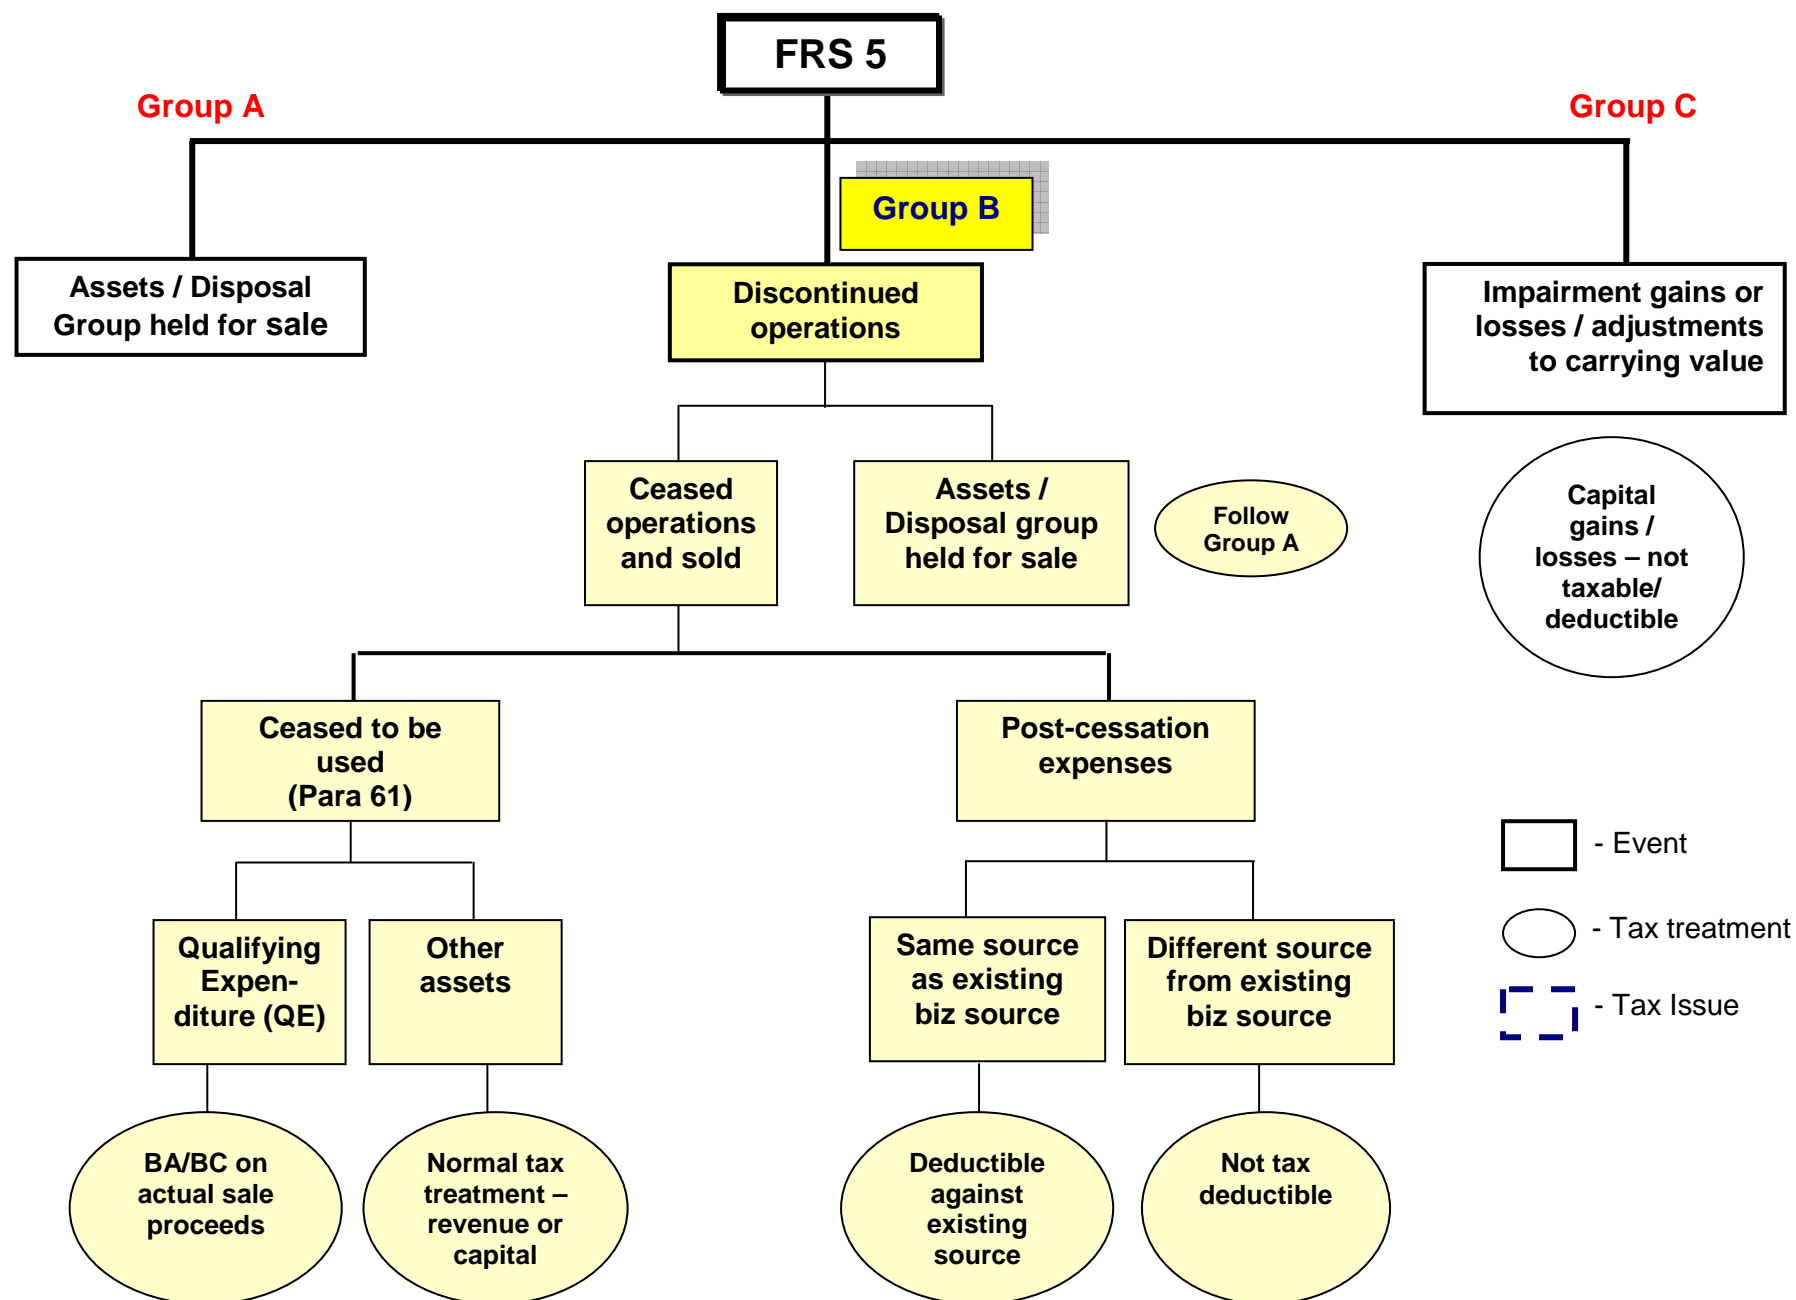 FRS 5
Group A
Group C
Group B
Assets / Disposal
Group held for sale
Discontinued
operations
Impairment gains or
losses / adjustments
to carrying value
Ceased
operations
and sold
Assets /
Disposal group
held for sale
Follow
Group A
Capital
gains /
losses – not
taxable/
deductible
Ceased to be
used
(Para 61)
Post-cessation
expenses
- Event
- Tax treatment
- Tax Issue
Qualifying
Expen-
diture (QE)
Other
assets
Same source
as existing
biz source
Different source
from existing
biz source
BA/BC on
actual sale
proceeds
Normal tax
treatment –
revenue or
capital
Deductible
against
existing
source
Not tax
deductible